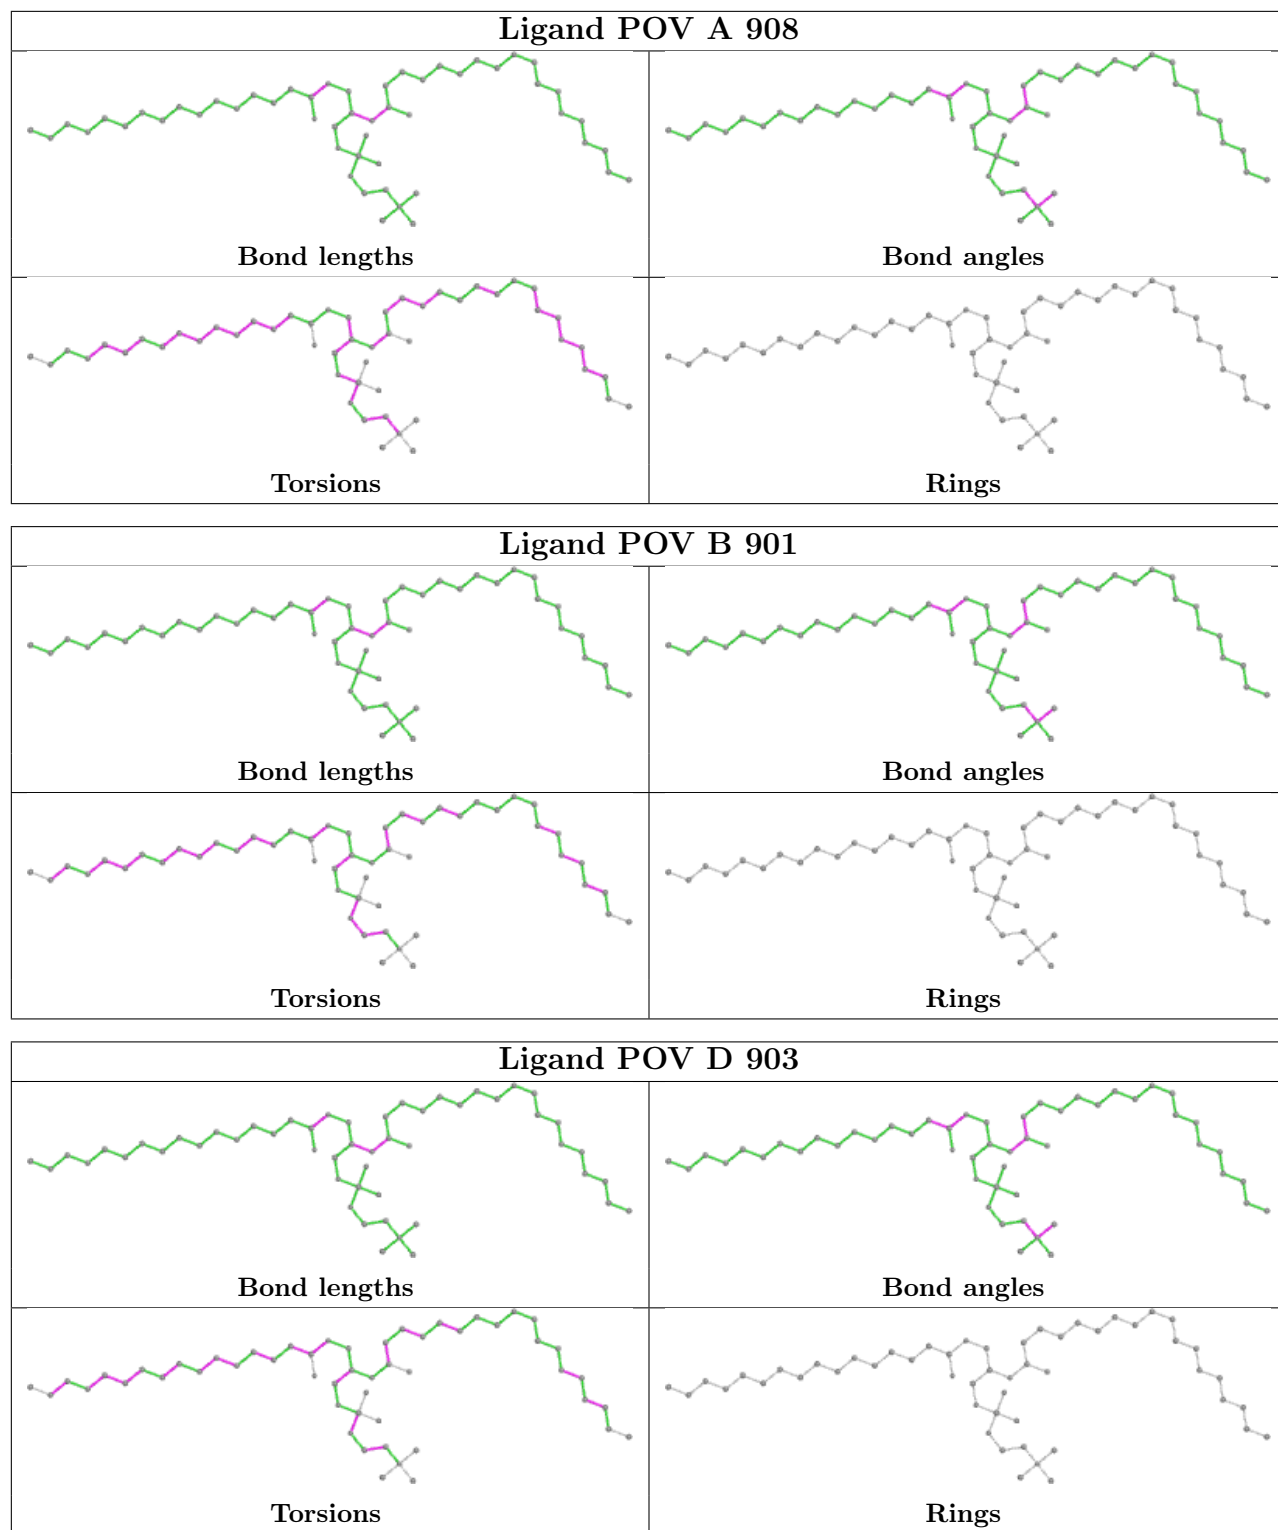 Ligand POV A 908
Bond lengths
Bond angles
Torsions
Rings
Ligand POV B 901
Bond lengths
Bond angles
Torsions
Rings
Ligand POV D 903
Bond lengths
Bond angles
Torsions
Rings